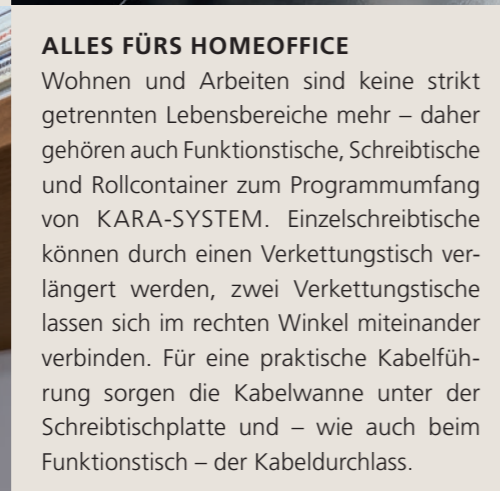 ALLES FÜRS HOMEOFFICE
Wohnen und Arbeiten sind keine strikt
getrennten Lebensbereiche mehr – daher
gehören auch Funktionstische, Schreibtische
und Rollcontainer zum Programmumfang
von KARA-SYSTEM. Einzelschreibtische
können durch einen Verkettungstisch ver-
längert werden, zwei Verkettungstische
lassen sich im rechten Winkel miteinander
verbinden. Für eine praktische Kabelfüh-
rung sorgen die Kabelwanne unter der
Schreibtischplatte und – wie auch beim
Funktionstisch – der Kabeldurchlass.